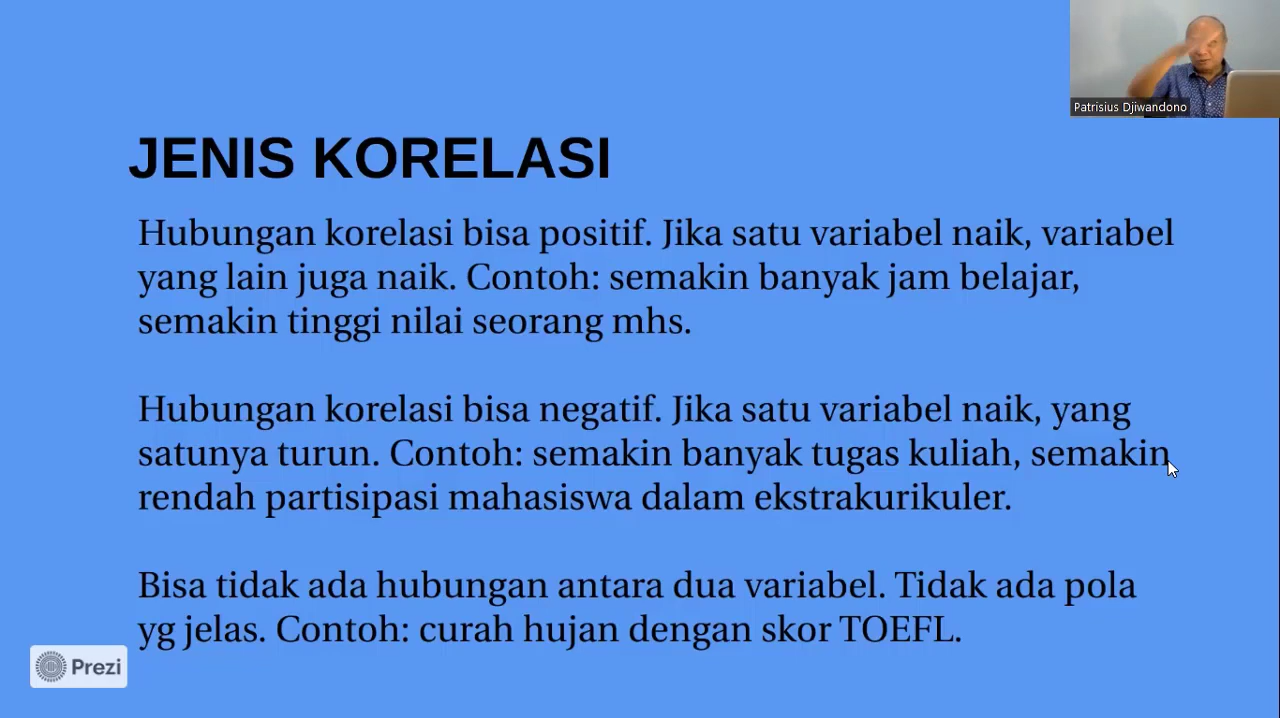 Patrisius Djiwandono
JENIS KORELASI
Hubungan korelasi bisa positif. Jika satu variabel naik, variabel
yang lain juga naik. Contoh: semakin banyak jam belajar,
semakin tinggi nilai seorang mhs.
Hubungan korelasi bisa negatif. Jika satu variabel naik, yang
satunya turun. Contoh: semakin banyak tugas kuliah, semakin
rendah partisipasi mahasiswa dalam ekstrakurikuler.
Bisa tidak ada hubungan antara dua variabel. Tidak ada pola
yg jelas. Contoh: curah hujan dengan skor TOEFL.
Prezi